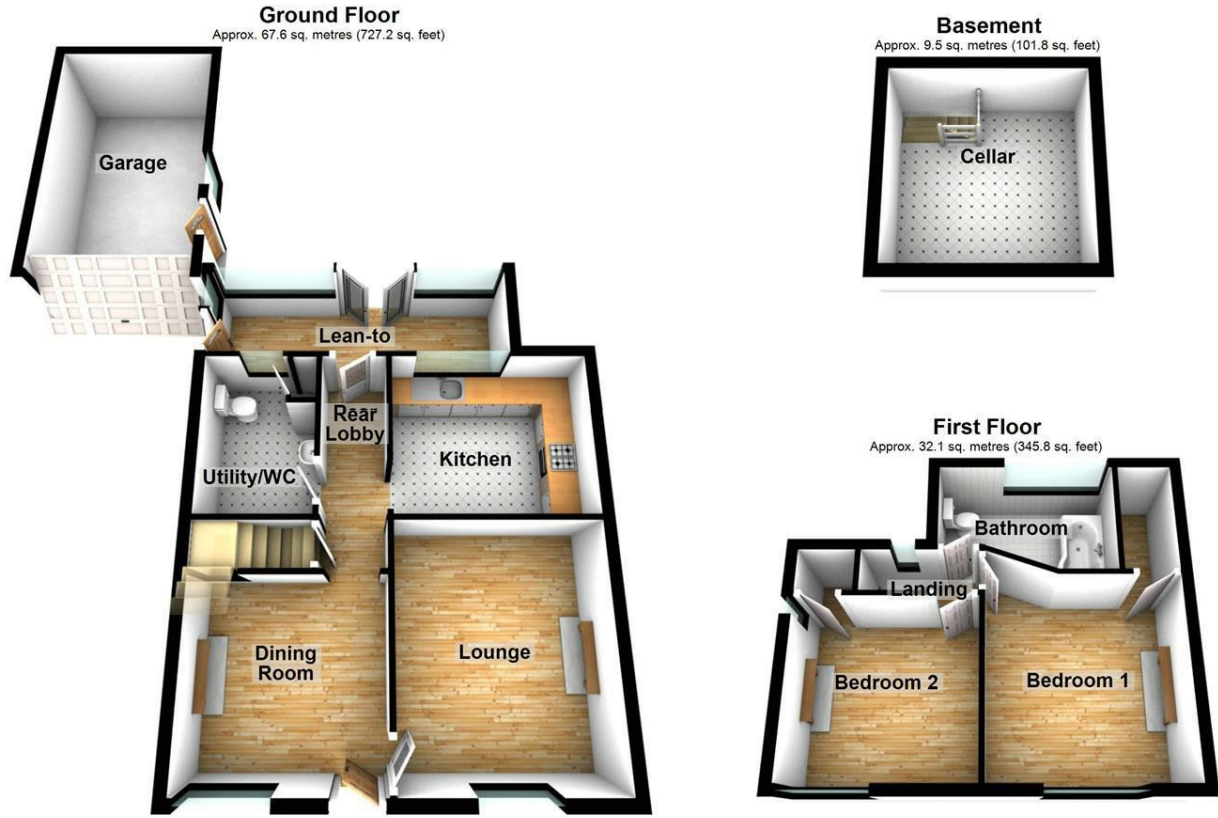 Ground Floor
Approx. 67.6 sq. metres (727.2 sq. feet)
Garage
Lean-to
Rear
Lobby
Utility/WC
Kitchen
Dining
Room
Lounge
Basement
Approx. 9.5 sq. metres (101.8 sq. feet)
Cellar
First Floor
Approx. 32.1 sq. metres (345.8 sq. feet)
Bathroom
Landing
Bedroom 2
Bedroom 1